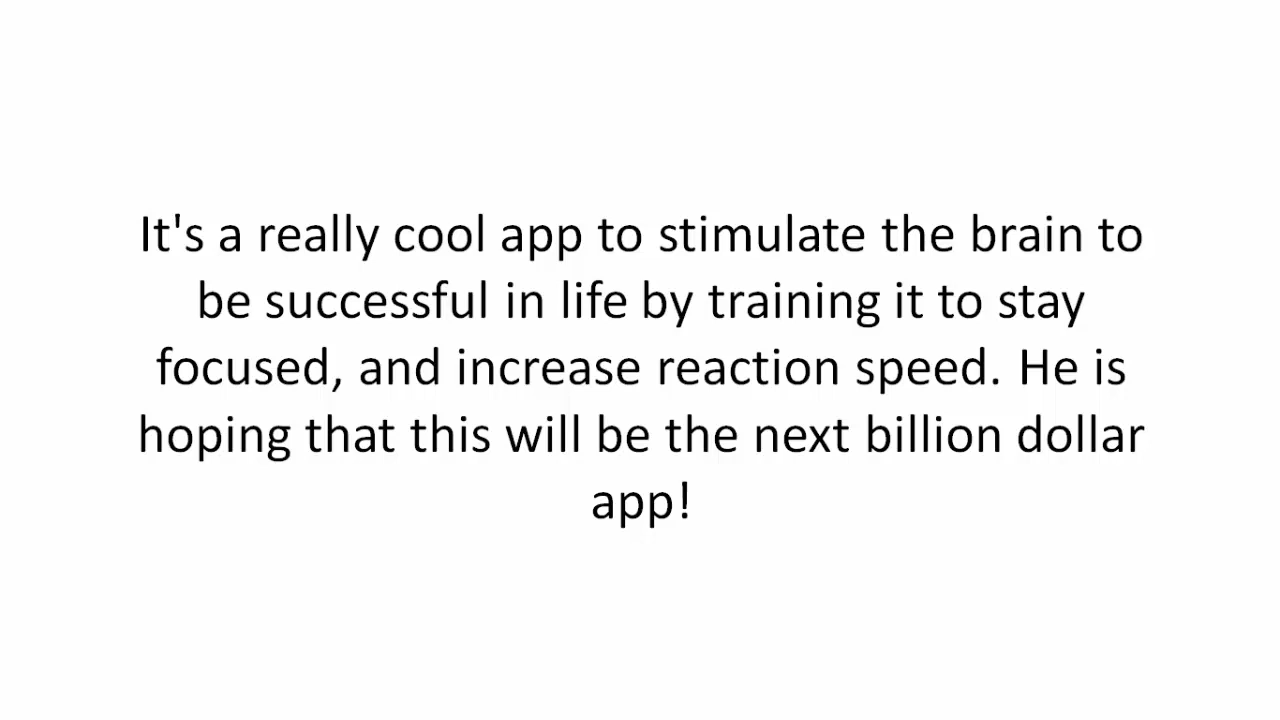 It's a really cool app to stimulate the brain to
be successful in life by training it to stay
focused, and increase reaction speed. He is
hoping that this will be the next billion dollar
app!